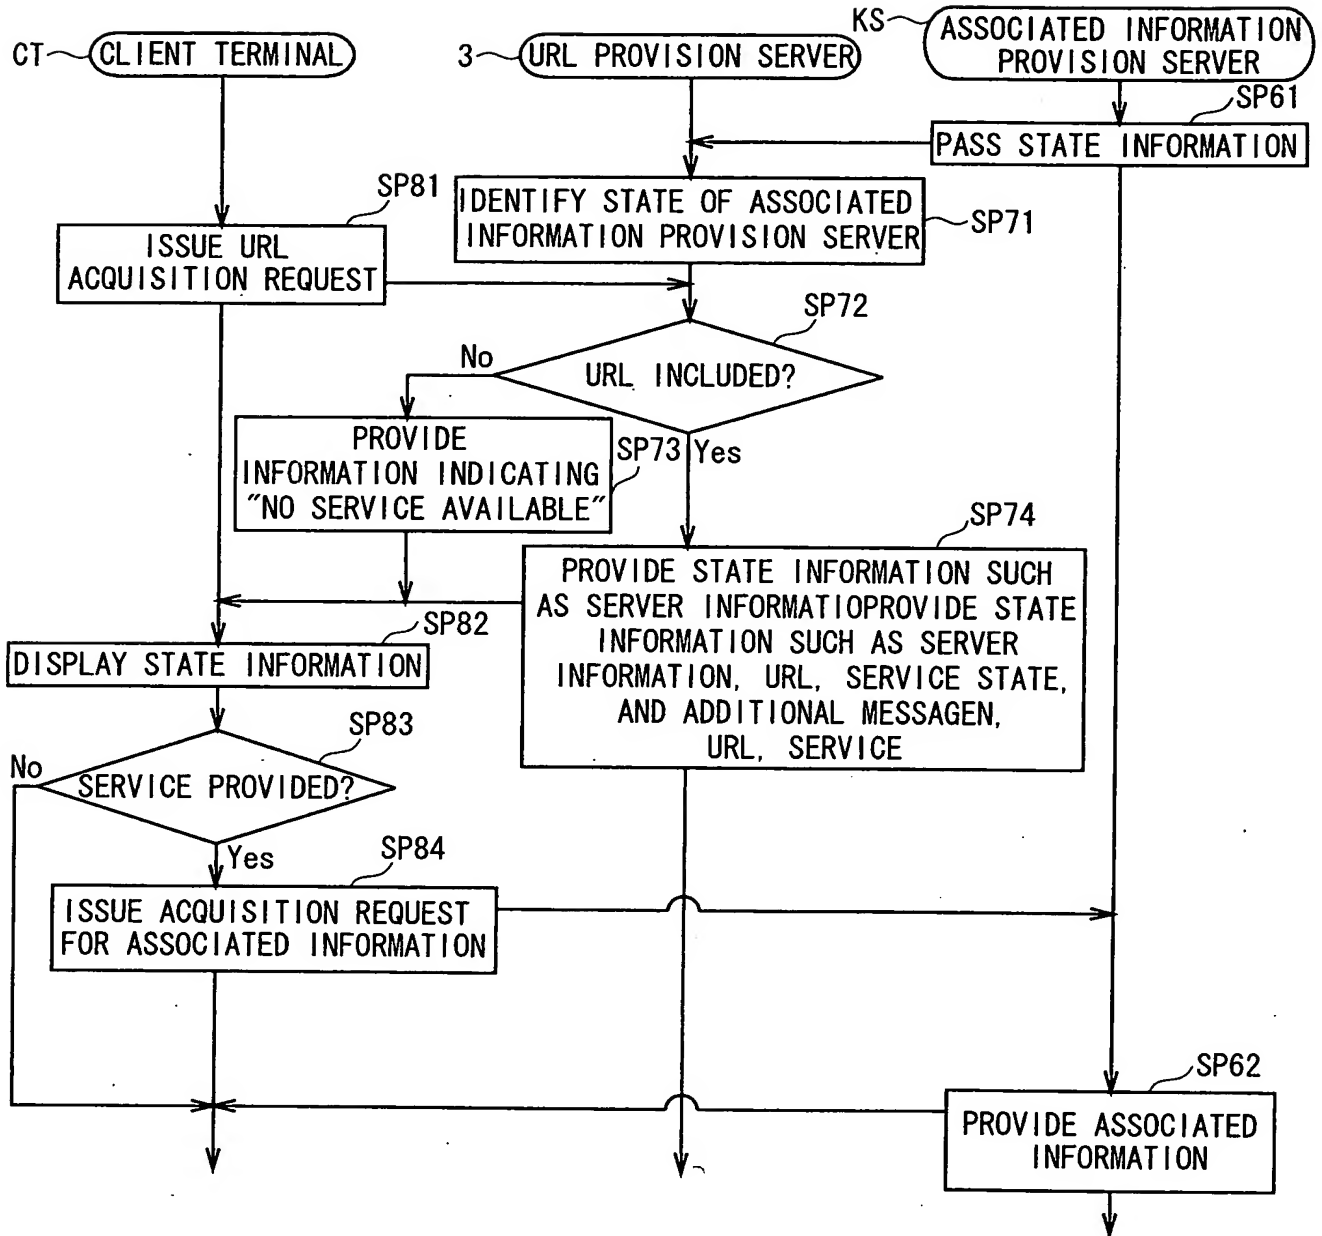 CT
CLIENT TERMINAL
3
URL PROVISION SERVER
KS
ASSOCIATED INFORMATION
PROVISION SERVER
SP61
PASS STATE INFORMATION
SP71
IDENTIFY STATE OF ASSOCIATED
INFORMATION PROVISION SERVER
SP81
ISSUE URL
ACQUISITION REQUEST
SP72
URL INCLUDED?
No
Yes
SP73
PROVIDE
INFORMATION INDICATING
"NO SERVICE AVAILABLE"
SP74
PROVIDE STATE INFORMATION SUCH
AS SERVER INFORMATIOPROVIDE STATE
INFORMATION SUCH AS SERVER
INFORMATION, URL, SERVICE STATE,
AND ADDITIONAL MESSAGEN,
URL, SERVICE
SP82
DISPLAY STATE INFORMATION
SP83
SERVICE PROVIDED?
No
Yes
SP84
ISSUE ACQUISITION REQUEST
FOR ASSOCIATED INFORMATION
SP62
PROVIDE ASSOCIATED
INFORMATION